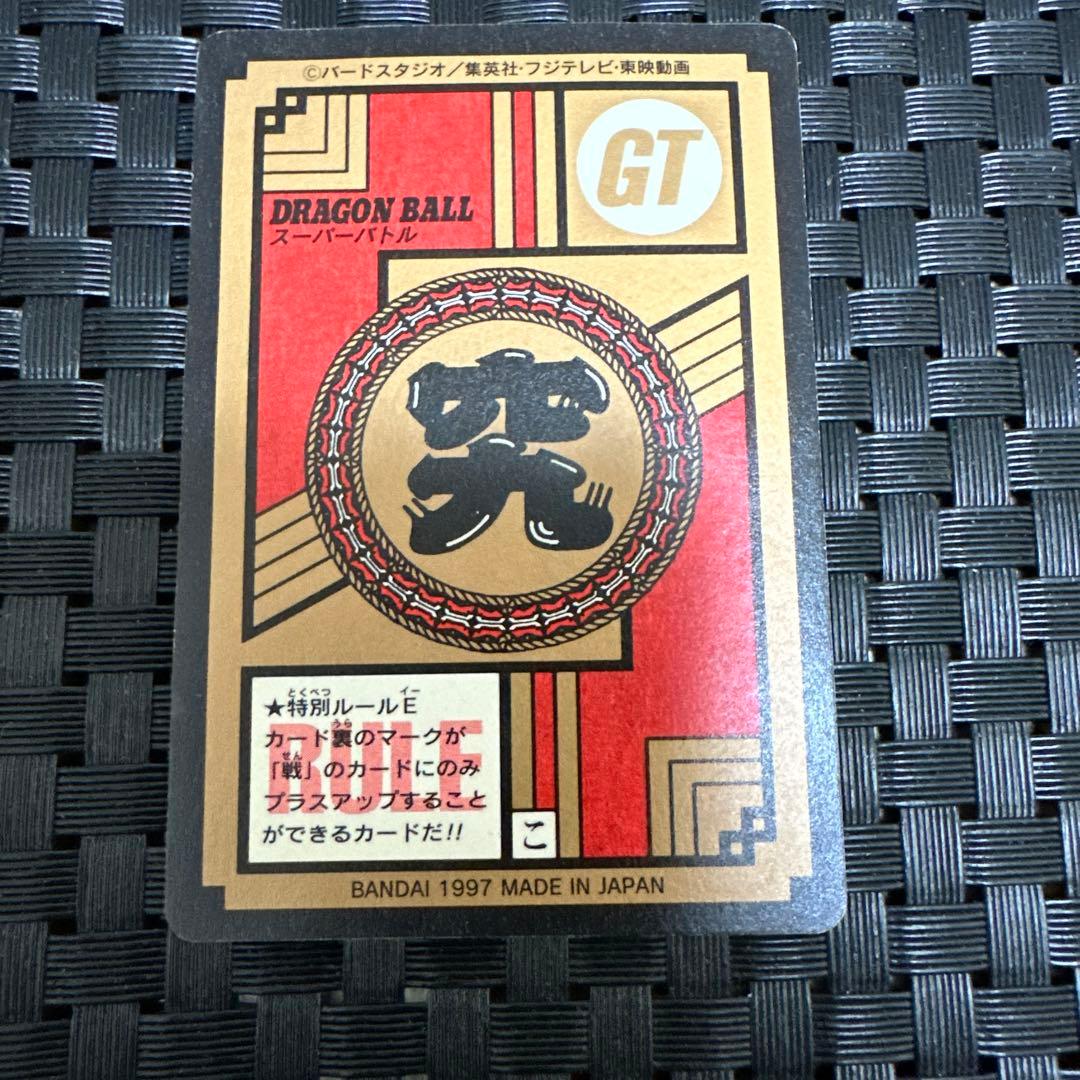 ©バードスタジオ/集英社・フジテレビ・東映動画
GT
DRAGON BALL
スーパーバトル
RULE
とくべつ イー
★特別ルールE
うら
カード裏のマークが
せん
「戦」のカードにのみ
プラスアップすること
ができるカードだ!!
こ
BANDAI 1997 MADE IN JAPAN